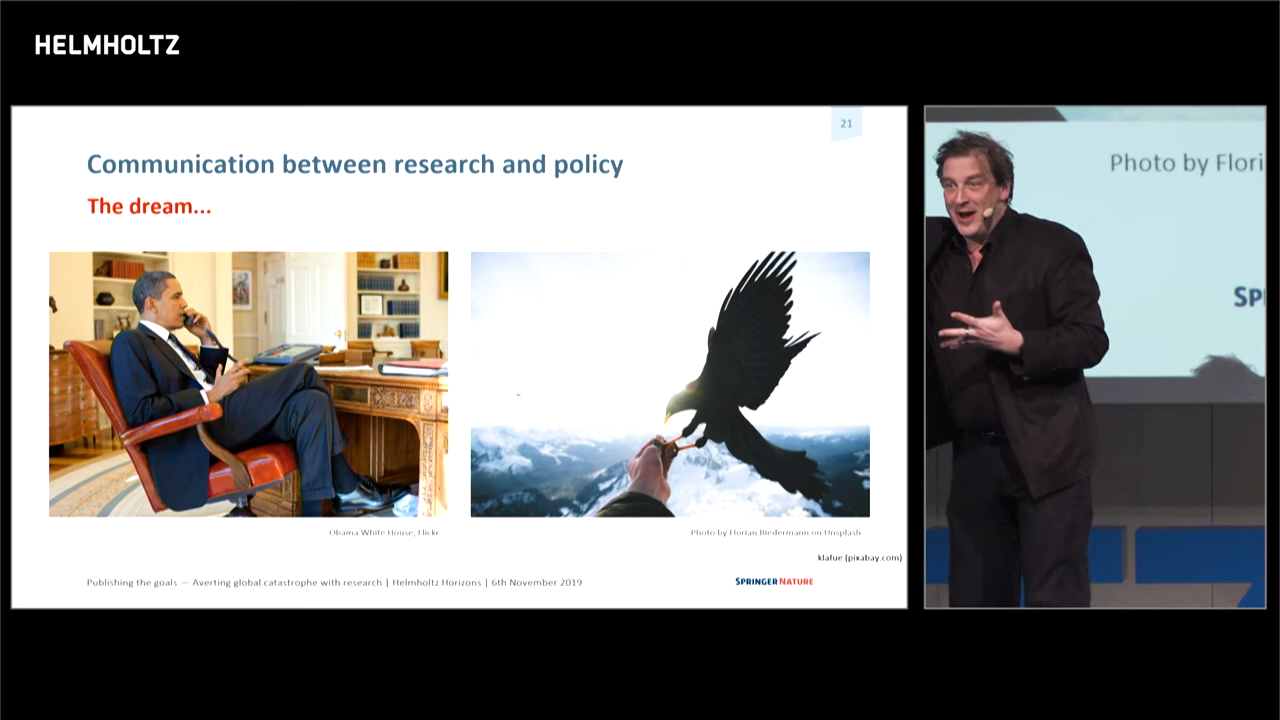 HELMHOLTZ
21
Communication between research and policy
The dream...
Photo by Flori
SP
Obama White House, Flickr
Photo by Florian Biedermann on Unsplash
klafue (pixabay.com)
Publishing the goals — Averting global catastrophe with research | Helmholtz Horizons | 6th November 2019
SPRINGER NATURE